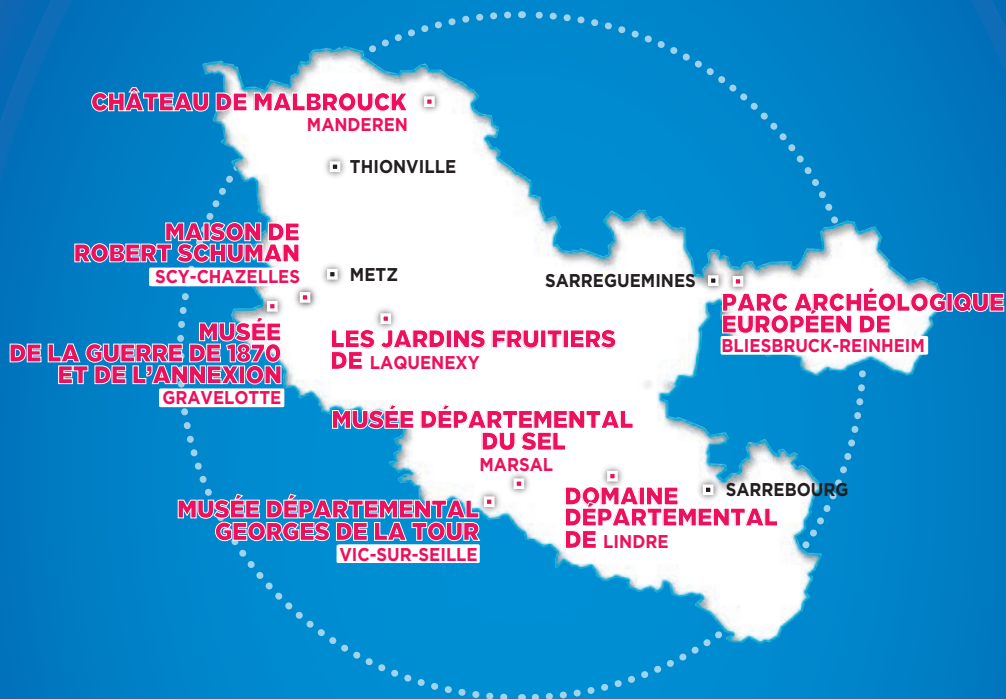 CHÂTEAU DE MALBROUCK
MANDEREN
THIONVILLE
MAISON DE
ROBERT SCHUMAN
SCY-CHAZELLES
METZ
SARREGUEMINES
PARC ARCHÉOLOGIQUE
EUROPÉEN DE
BLIESBRUCK-REINHEIM
MUSÉE
DE LA GUERRE DE 1870
ET DE L'ANNEXION
GRAVELOTTE
LES JARDINS FRUITIERS
DE LAQUENEXY
MUSÉE DÉPARTEMENTAL
DU SEL
MARSAL
SARREBOURG
DOMAINE
DÉPARTEMENTAL
DE LINDRE
MUSÉE DÉPARTEMENTAL
GEORGES DE LA TOUR
VIC-SUR-SEILLE